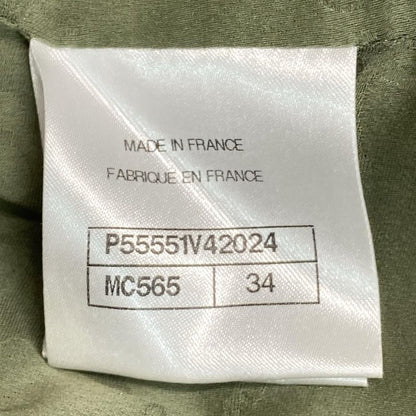 MADE IN FRANCE
FABRIQUE EN FRANCE
P55551V42024
MC565 34